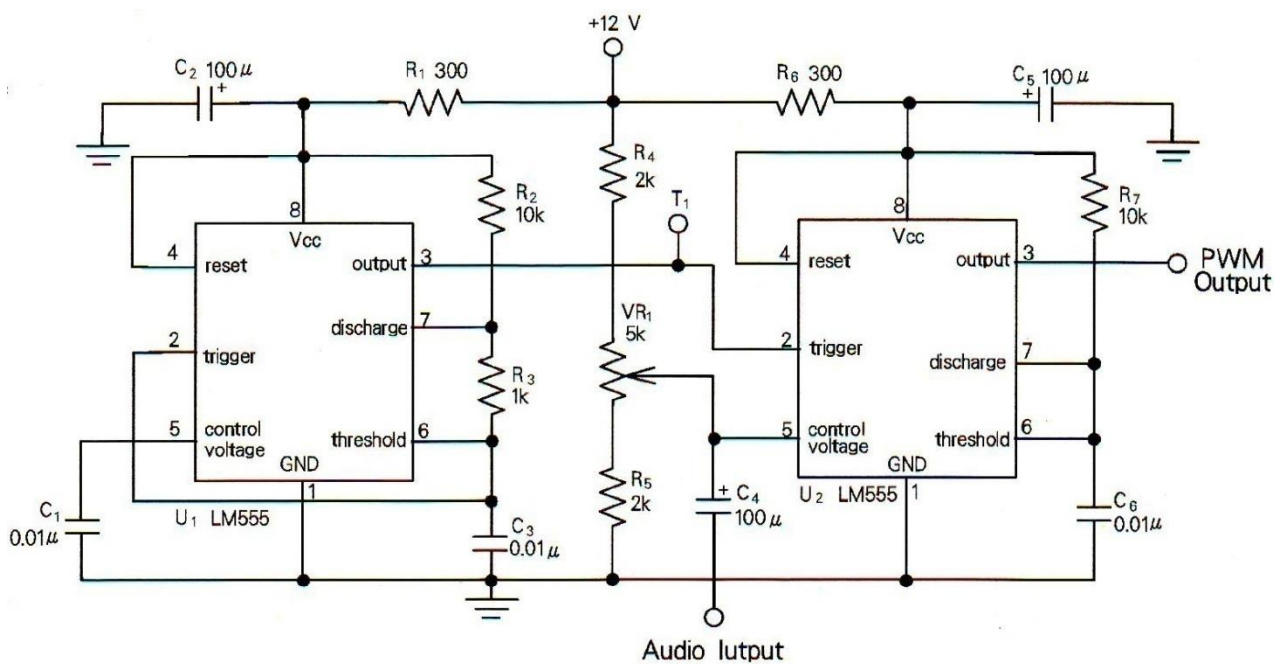 +12 V
C2 100μ
+
R1 300
R6 300
C5 100μ
+
R4
2k
R2
10k
T1
R7
10k
8
Vcc
8
Vcc
4
reset
output
3
4
reset
output
3
PWM
Output
discharge
7
VR1
5k
2
trigger
2
trigger
discharge
7
R3
1k
5
control
voltage
threshold
6
5
control
voltage
threshold
6
GND
1
GND
1
R5
2k
+
C4
100μ
U1 LM555
U2 LM555
C1
0.01μ
C3
0.01μ
C6
0.01μ
Audio lutput